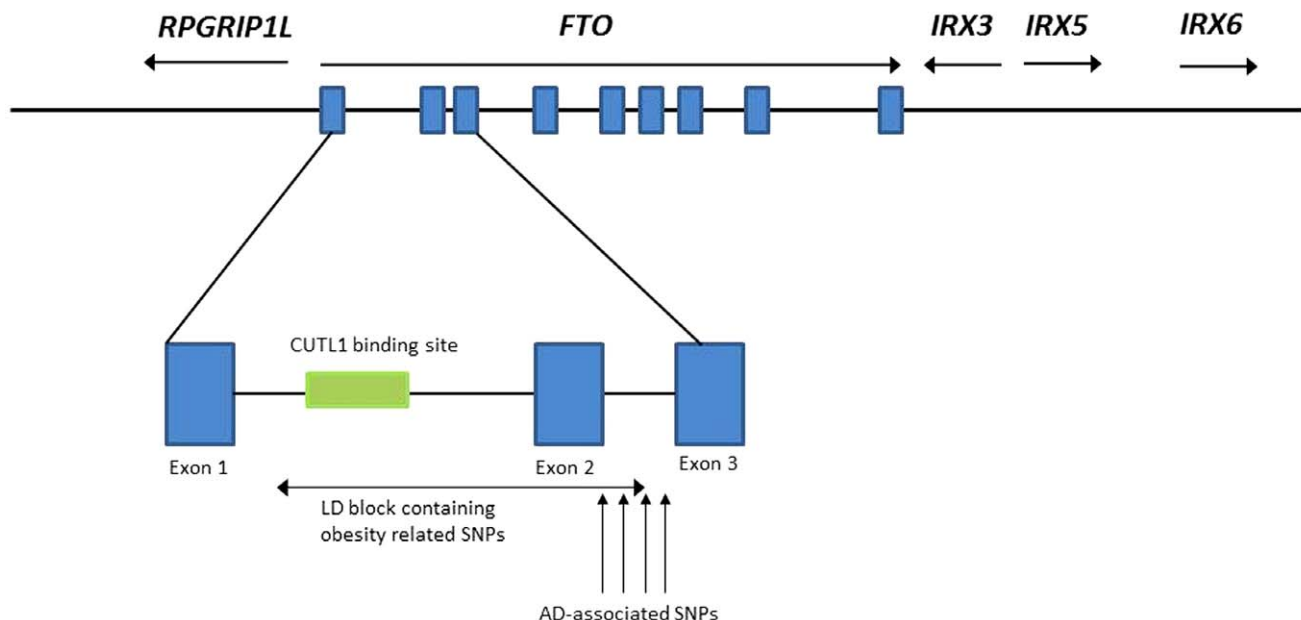 RPGRIP1L FTO IRX3 IRX5 IRX6
CUTL1 binding site
Exon 1 Exon 2 Exon 3
LD block containing
obesity related SNPs
AD-associated SNPs